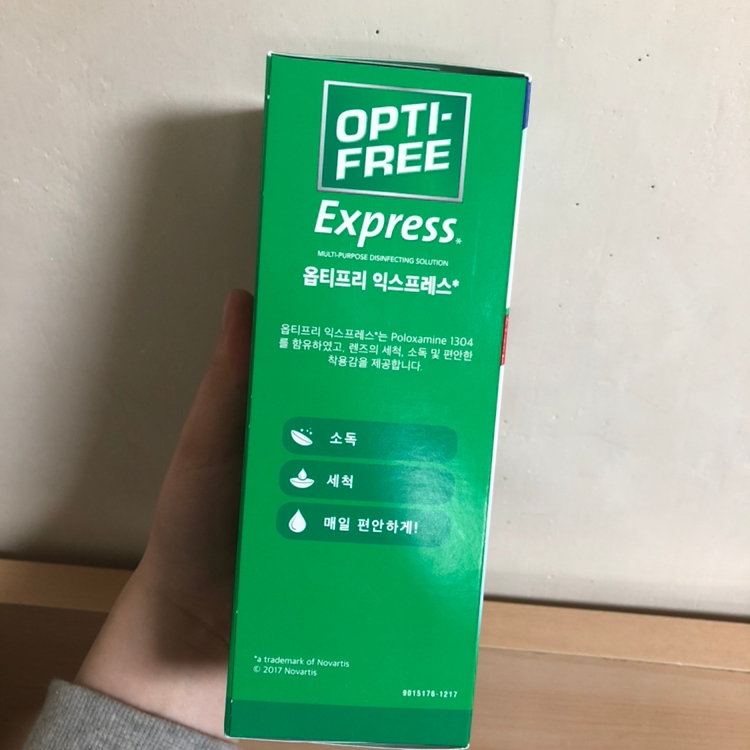 OPTI-
FREE
Express*
MULTI-PURPOSE DISINFECTING SOLUTION
옵티프리 익스프레스*
옵티프리 익스프레스*는 Poloxamine 1304
를 함유하였고, 렌즈의 세척, 소독 및 편안한
착용감을 제공합니다.
소독
세척
매일 편안하게!
*a trademark of Novartis
© 2017 Novartis
9015176-1217